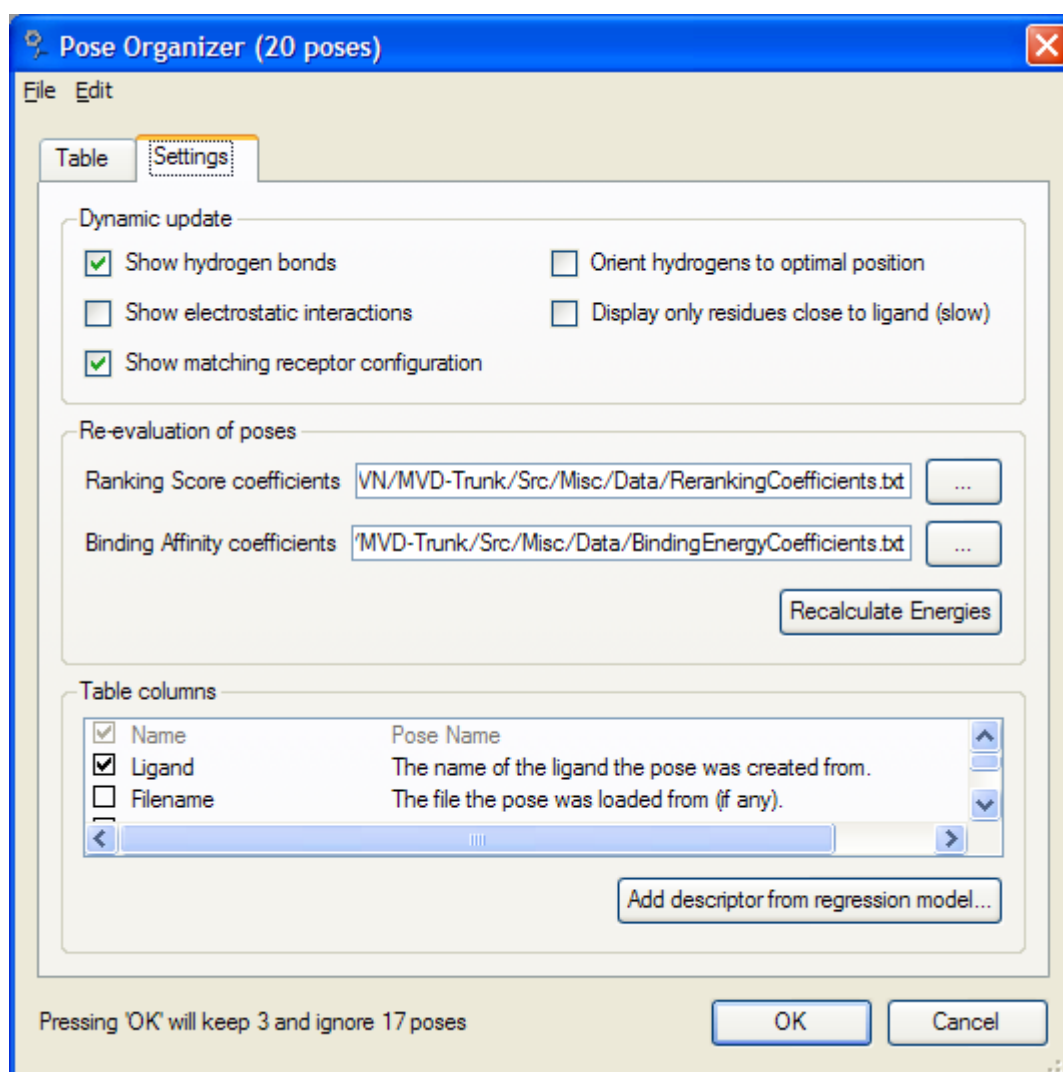 Pose Organizer (20 poses)
File Edit
Table Settings
Dynamic update
Show hydrogen bonds Orient hydrogens to optimal position
Show electrostatic interactions Display only residues close to ligand (slow)
Show matching receptor configuration
Re-evaluation of poses
Ranking Score coefficients VN/MVD-Trunk/Src/Misc/Data/RerankingCoefficients.txt ...
Binding Affinity coefficients /MVD-Trunk/Src/Misc/Data/BindingEnergyCoefficients.txt ...
Recalculate Energies
Table columns
Name Pose Name
Ligand The name of the ligand the pose was created from.
Filename The file the pose was loaded from (if any).
Add descriptor from regression model...
Pressing 'OK' will keep 3 and ignore 17 poses OK Cancel